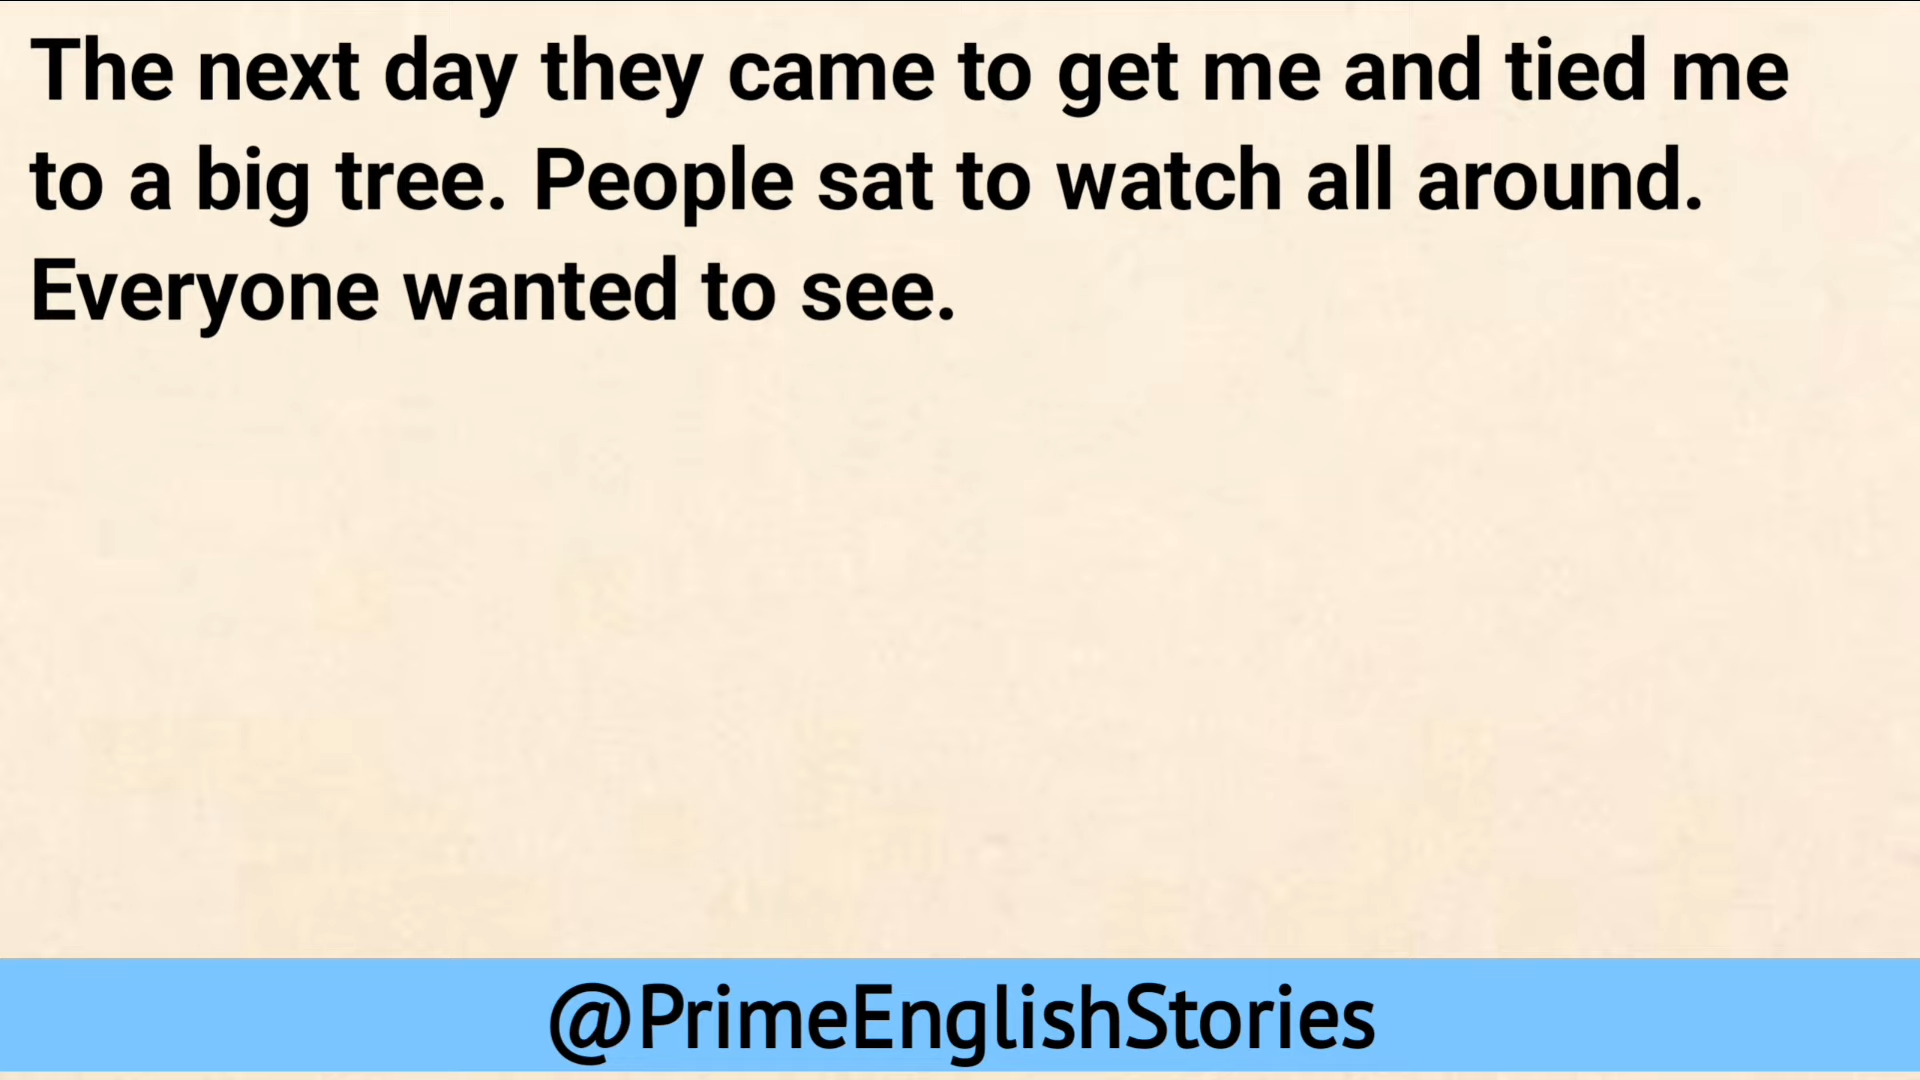 The next day they came to get me and tied me
to a big tree. People sat to watch all around.
Everyone wanted to see.
@PrimeEnglishStories